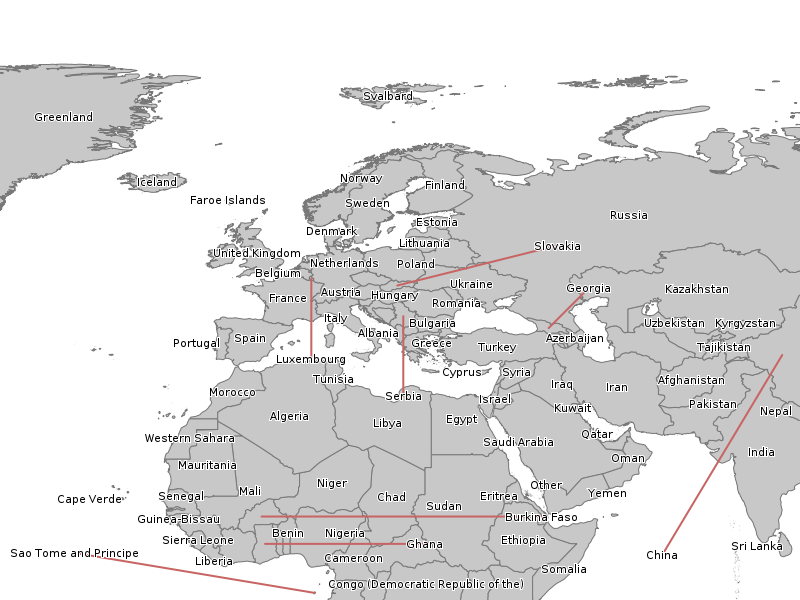 Svalbard
Greenland
Norway
Iceland
Finland
Faroe Islands
Sweden
Russia
Estonia
Denmark
Lithuania
Slovakia
United Kingdom
Netherlands
Poland
Belgium
Ukraine
Georgia
Kazakhstan
Austria
Hungary
France
Romania
Italy
Bulgaria
Uzbekistan
Kyrgyzstan
Albania
Spain
Azerbaijan
Portugal
Greece
Turkey
Tajikistan
Luxembourg
Cyprus
Syria
Tunisia
Afghanistan
Iraq
Iran
Morocco
Serbia
Israel
Pakistan
Kuwait
Nepal
Algeria
Libya
Egypt
Western Sahara
Qatar
Saudi Arabia
India
Mauritania
Oman
Niger
Other
Mali
Yemen
Cape Verde
Senegal
Chad
Eritrea
Sudan
Guinea-Bissau
Burkina Faso
Benin
Nigeria
Sierra Leone
Ghana
Ethiopia
Sri Lanka
Sao Tome and Principe
China
Liberia
Cameroon
Somalia
Congo (Democratic Republic of the)